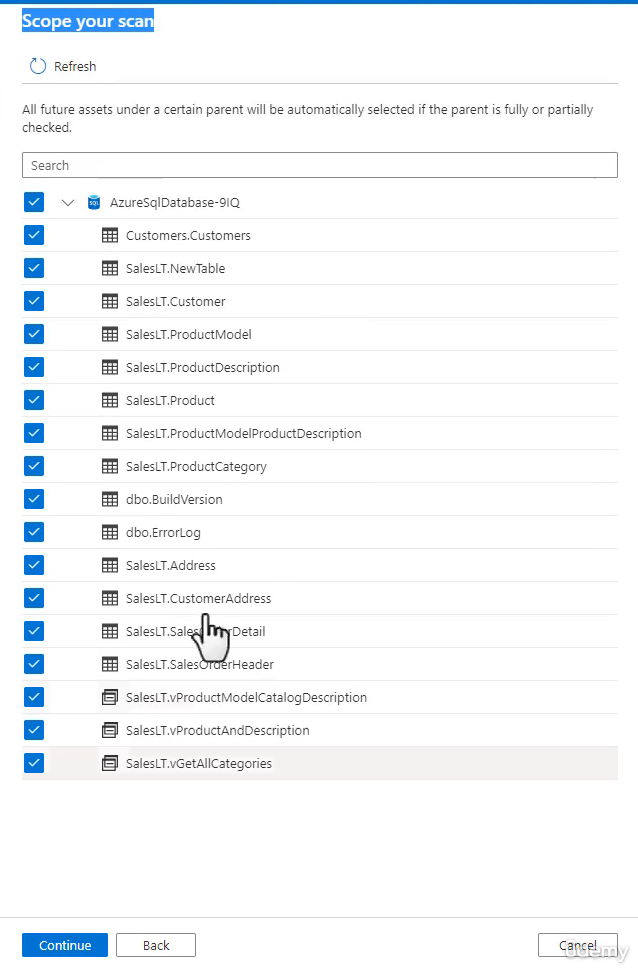 Scope your scan
Refresh
All future assets under a certain parent will be automatically selected if the parent is fully or partially
checked.
Search
SQL AzureSqlDatabase-9IQ
Customers.Customers
SalesLT.NewTable
SalesLT.Customer
SalesLT.ProductModel
SalesLT.ProductDescription
SalesLT.Product
SalesLT.ProductModelProductDescription
SalesLT.ProductCategory
dbo.BuildVersion
dbo.ErrorLog
SalesLT.Address
SalesLT.CustomerAddress
SalesLT.SalesOrderDetail
SalesLT.SalesOrderHeader
SalesLT.vProductModelCatalogDescription
SalesLT.vProductAndDescription
SalesLT.vGetAllCategories
Continue Back Cancel
udemy